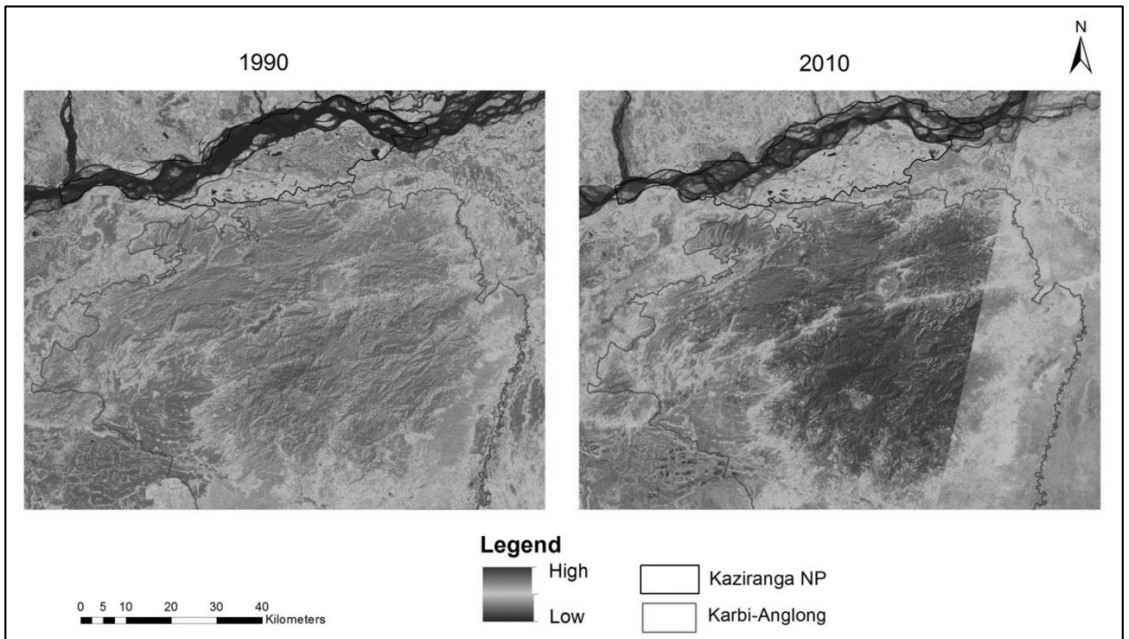 N
1990
2010
Legend
High
Low
Kaziranga NP
Karbi-Anglong
0 5 10 20 30 40
Kilometers